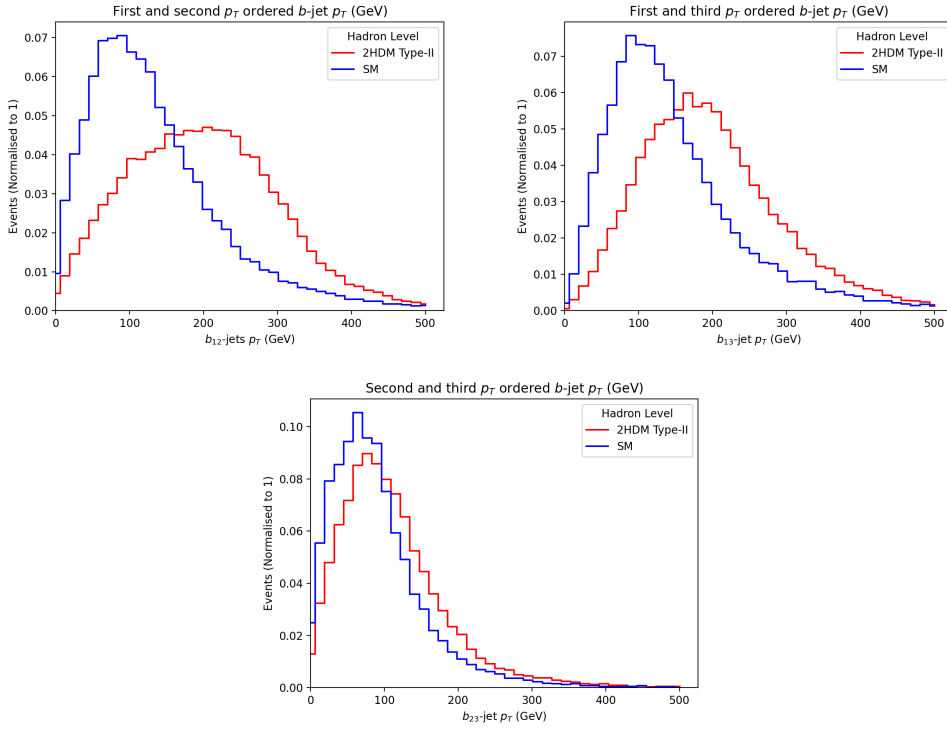 First and second p_T ordered b-jet p_T (GeV)
Events (Normalised to 1)
0.07
0.06
0.05
0.04
0.03
0.02
0.01
0.00
Hadron Level
2HDM Type-II
SM
0 100 200 300 400 500
b_12-jets p_T (GeV)
First and third p_T ordered b-jet p_T (GeV)
Events (Normalised to 1)
0.07
0.06
0.05
0.04
0.03
0.02
0.01
0.00
Hadron Level
2HDM Type-II
SM
0 100 200 300 400 500
b_13-jet p_T (GeV)
Second and third p_T ordered b-jet p_T (GeV)
Events (Normalised to 1)
0.10
0.08
0.06
0.04
0.02
0.00
Hadron Level
2HDM Type-II
SM
0 100 200 300 400 500
b_23-jet p_T (GeV)